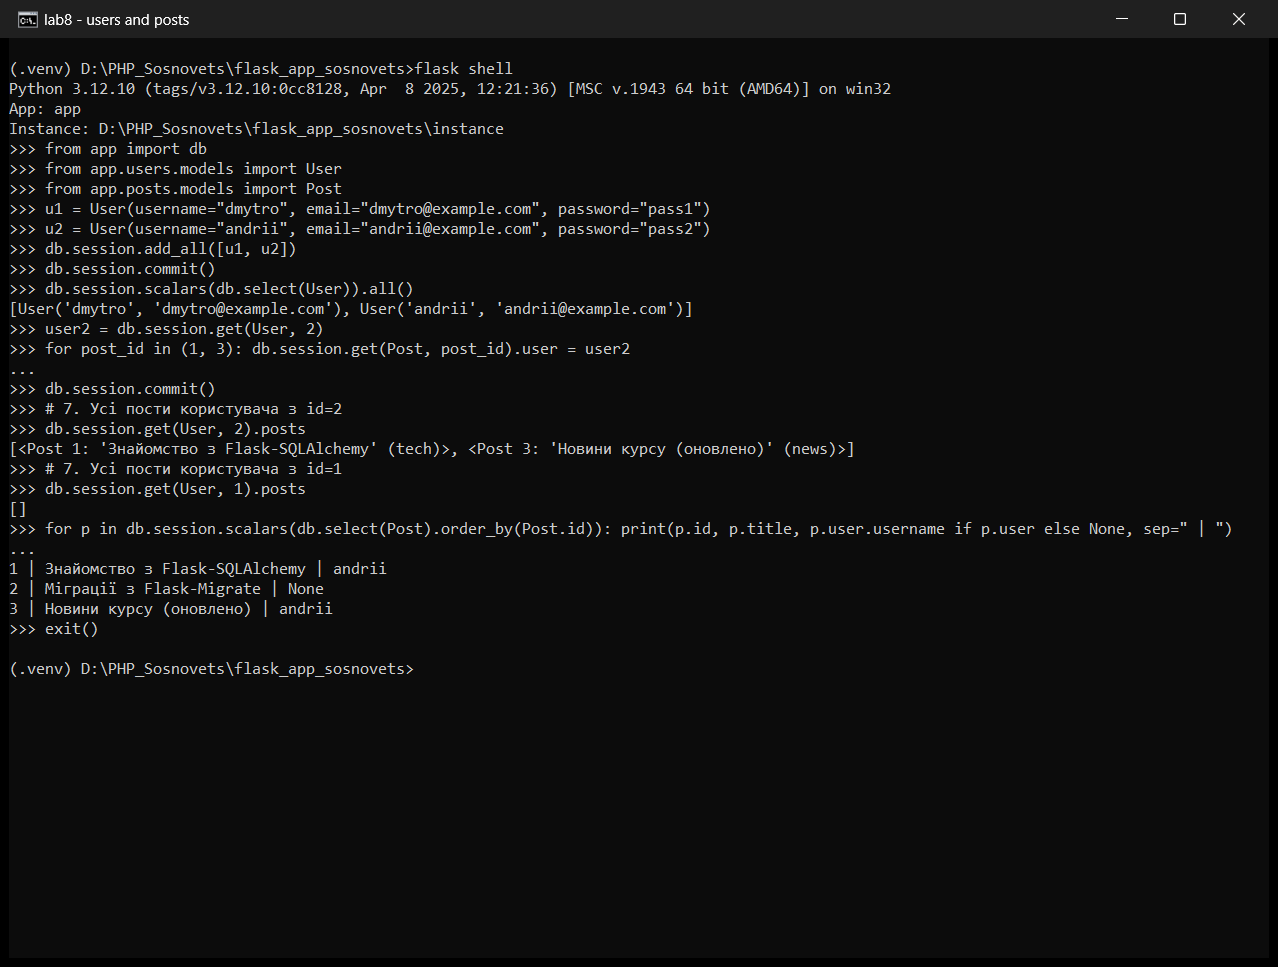 lab8 - users and posts
(.venv) D:\PHP_Sosnovets\flask_app_sosnovets>flask shell
Python 3.12.10 (tags/v3.12.10:0cc8128, Apr  8 2025, 12:21:36) [MSC v.1943 64 bit (AMD64)] on win32
App: app
Instance: D:\PHP_Sosnovets\flask_app_sosnovets\instance
>>> from app import db
>>> from app.users.models import User
>>> from app.posts.models import Post
>>> u1 = User(username="dmytro", email="dmytro@example.com", password="pass1")
>>> u2 = User(username="andrii", email="andrii@example.com", password="pass2")
>>> db.session.add_all([u1, u2])
>>> db.session.commit()
>>> db.session.scalars(db.select(User)).all()
[User('dmytro', 'dmytro@example.com'), User('andrii', 'andrii@example.com')]
>>> user2 = db.session.get(User, 2)
>>> for post_id in (1, 3): db.session.get(Post, post_id).user = user2
...
>>> db.session.commit()
>>> # 7. Усі пости користувача з id=2
>>> db.session.get(User, 2).posts
[<Post 1: 'Знайомство з Flask-SQLAlchemy' (tech)>, <Post 3: 'Новини курсу (оновлено)' (news)>]
>>> # 7. Усі пости користувача з id=1
>>> db.session.get(User, 1).posts
[]
>>> for p in db.session.scalars(db.select(Post).order_by(Post.id)): print(p.id, p.title, p.user.username if p.user else None, sep=" | ")
...
1 | Знайомство з Flask-SQLAlchemy | andrii
2 | Міграції з Flask-Migrate | None
3 | Новини курсу (оновлено) | andrii
>>> exit()
(.venv) D:\PHP_Sosnovets\flask_app_sosnovets>